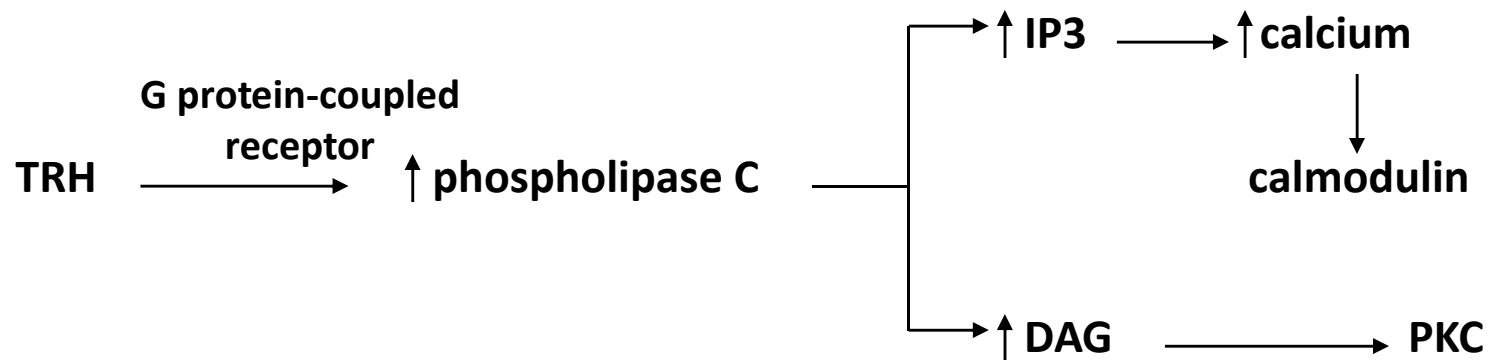 ↑ IP3
↑ calcium
G protein-coupled
receptor
TRH
↑ phospholipase C
calmodulin
↑ DAG
PKC